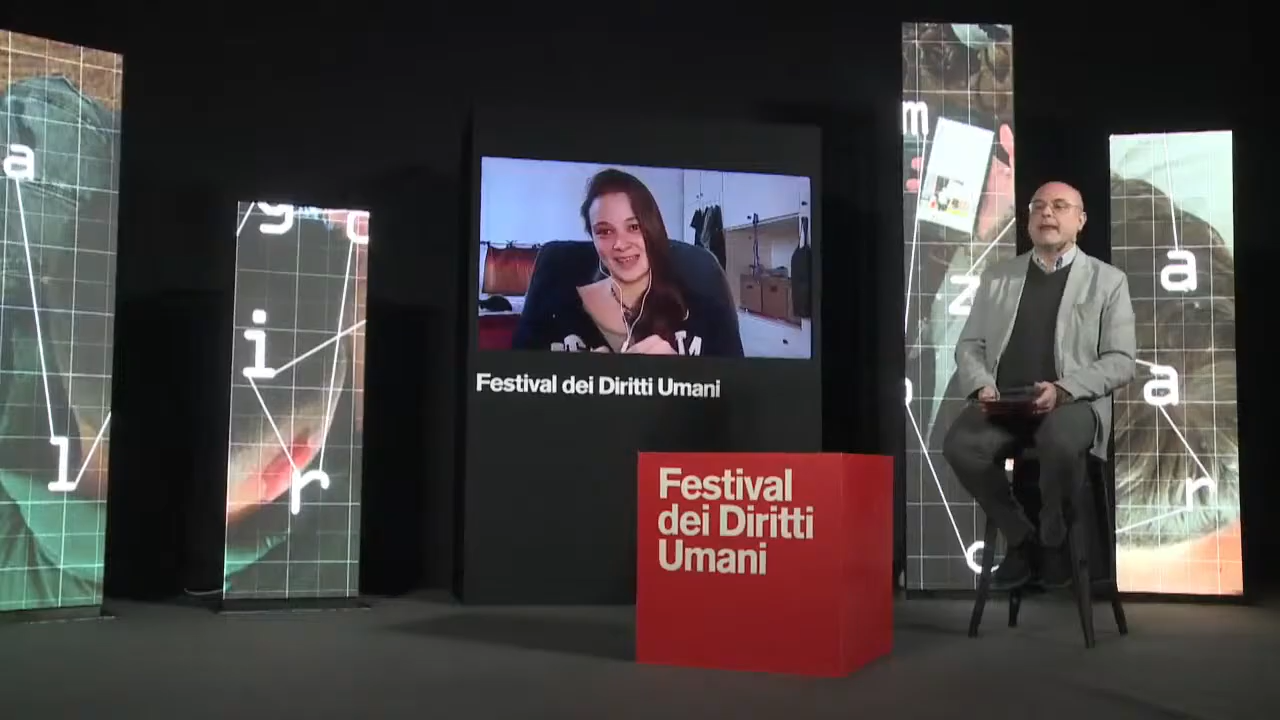 a
l
g
i
r
Festival dei Diritti Umani
Festival
dei Diritti
Umani
m
z
a
a
r